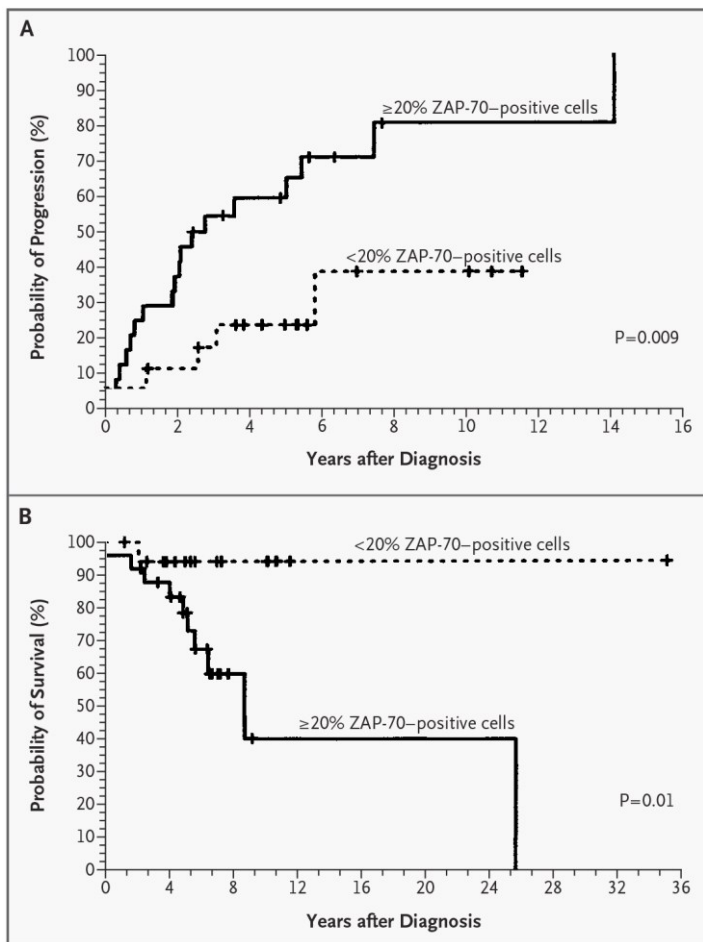 A
100
90
80
70
60
50
40
30
20
10
0
Probability of Progression (%)
≥20% ZAP-70–positive cells
<20% ZAP-70–positive cells
P=0.009
0 2 4 6 8 10 12 14 16
Years after Diagnosis
B
100
90
80
70
60
50
40
30
20
10
0
Probability of Survival (%)
<20% ZAP-70–positive cells
≥20% ZAP-70–positive cells
P=0.01
0 4 8 12 16 20 24 28 32 36
Years after Diagnosis